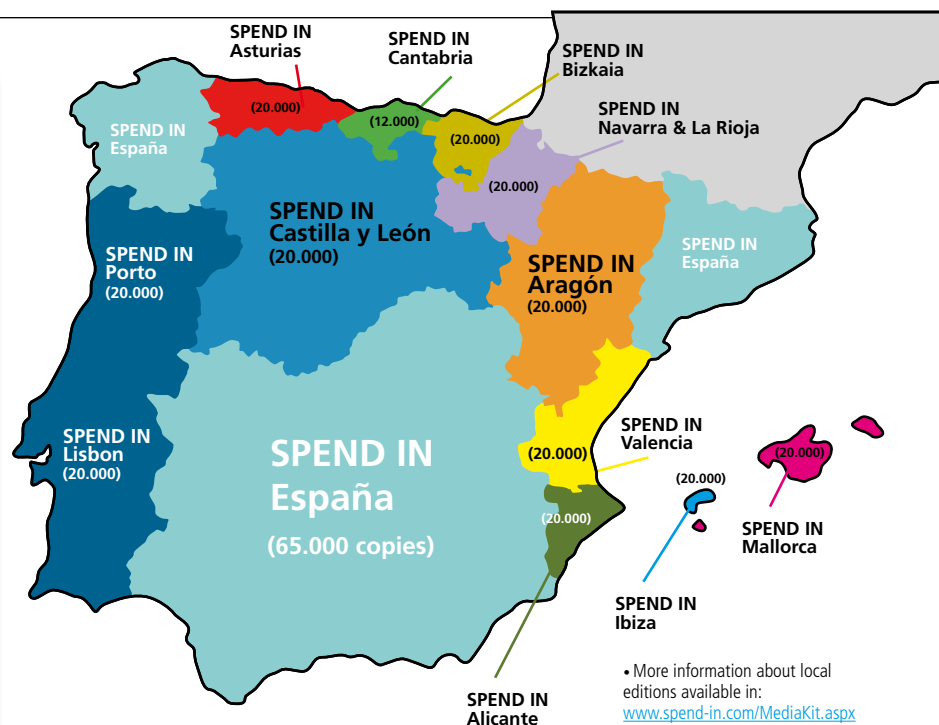 SPEND IN
Asturias
(20.000)
SPEND IN
Cantabria
(12.000)
SPEND IN
Bizkaia
(20.000)
SPEND IN
Navarra & La Rioja
(20.000)
SPEND IN
España
SPEND IN
Castilla y León
(20.000)
SPEND IN
Porto
(20.000)
SPEND IN
Aragón
(20.000)
SPEND IN
España
SPEND IN
Lisbon
(20.000)
SPEND IN
España
(65.000 copies)
SPEND IN
Valencia
(20.000)
(20.000)
SPEND IN
Alicante
(20.000)
SPEND IN
Ibiza
(20.000)
SPEND IN
Mallorca
• More information about local
editions available in:
www.spend-in.com/MediaKit.aspx